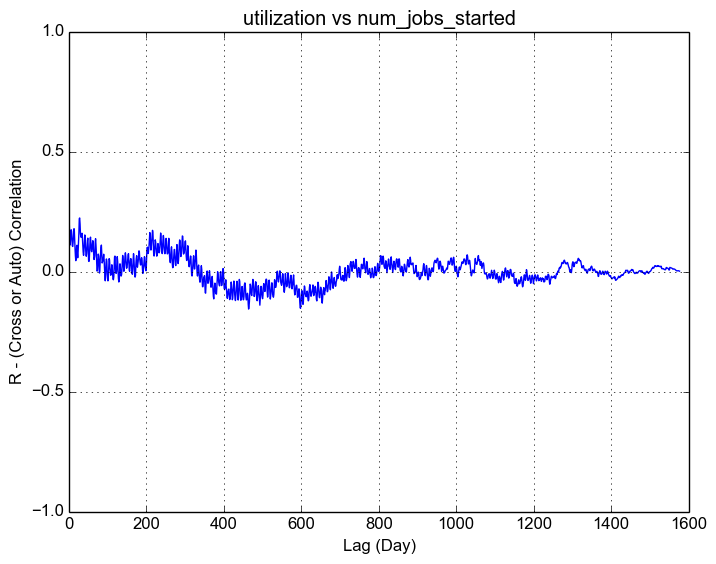 utilization vs num_jobs_started
1.0
0.5
0.0
−0.5
−1.0
R - (Cross or Auto) Correlation
0 200 400 600 800 1000 1200 1400 1600
Lag (Day)